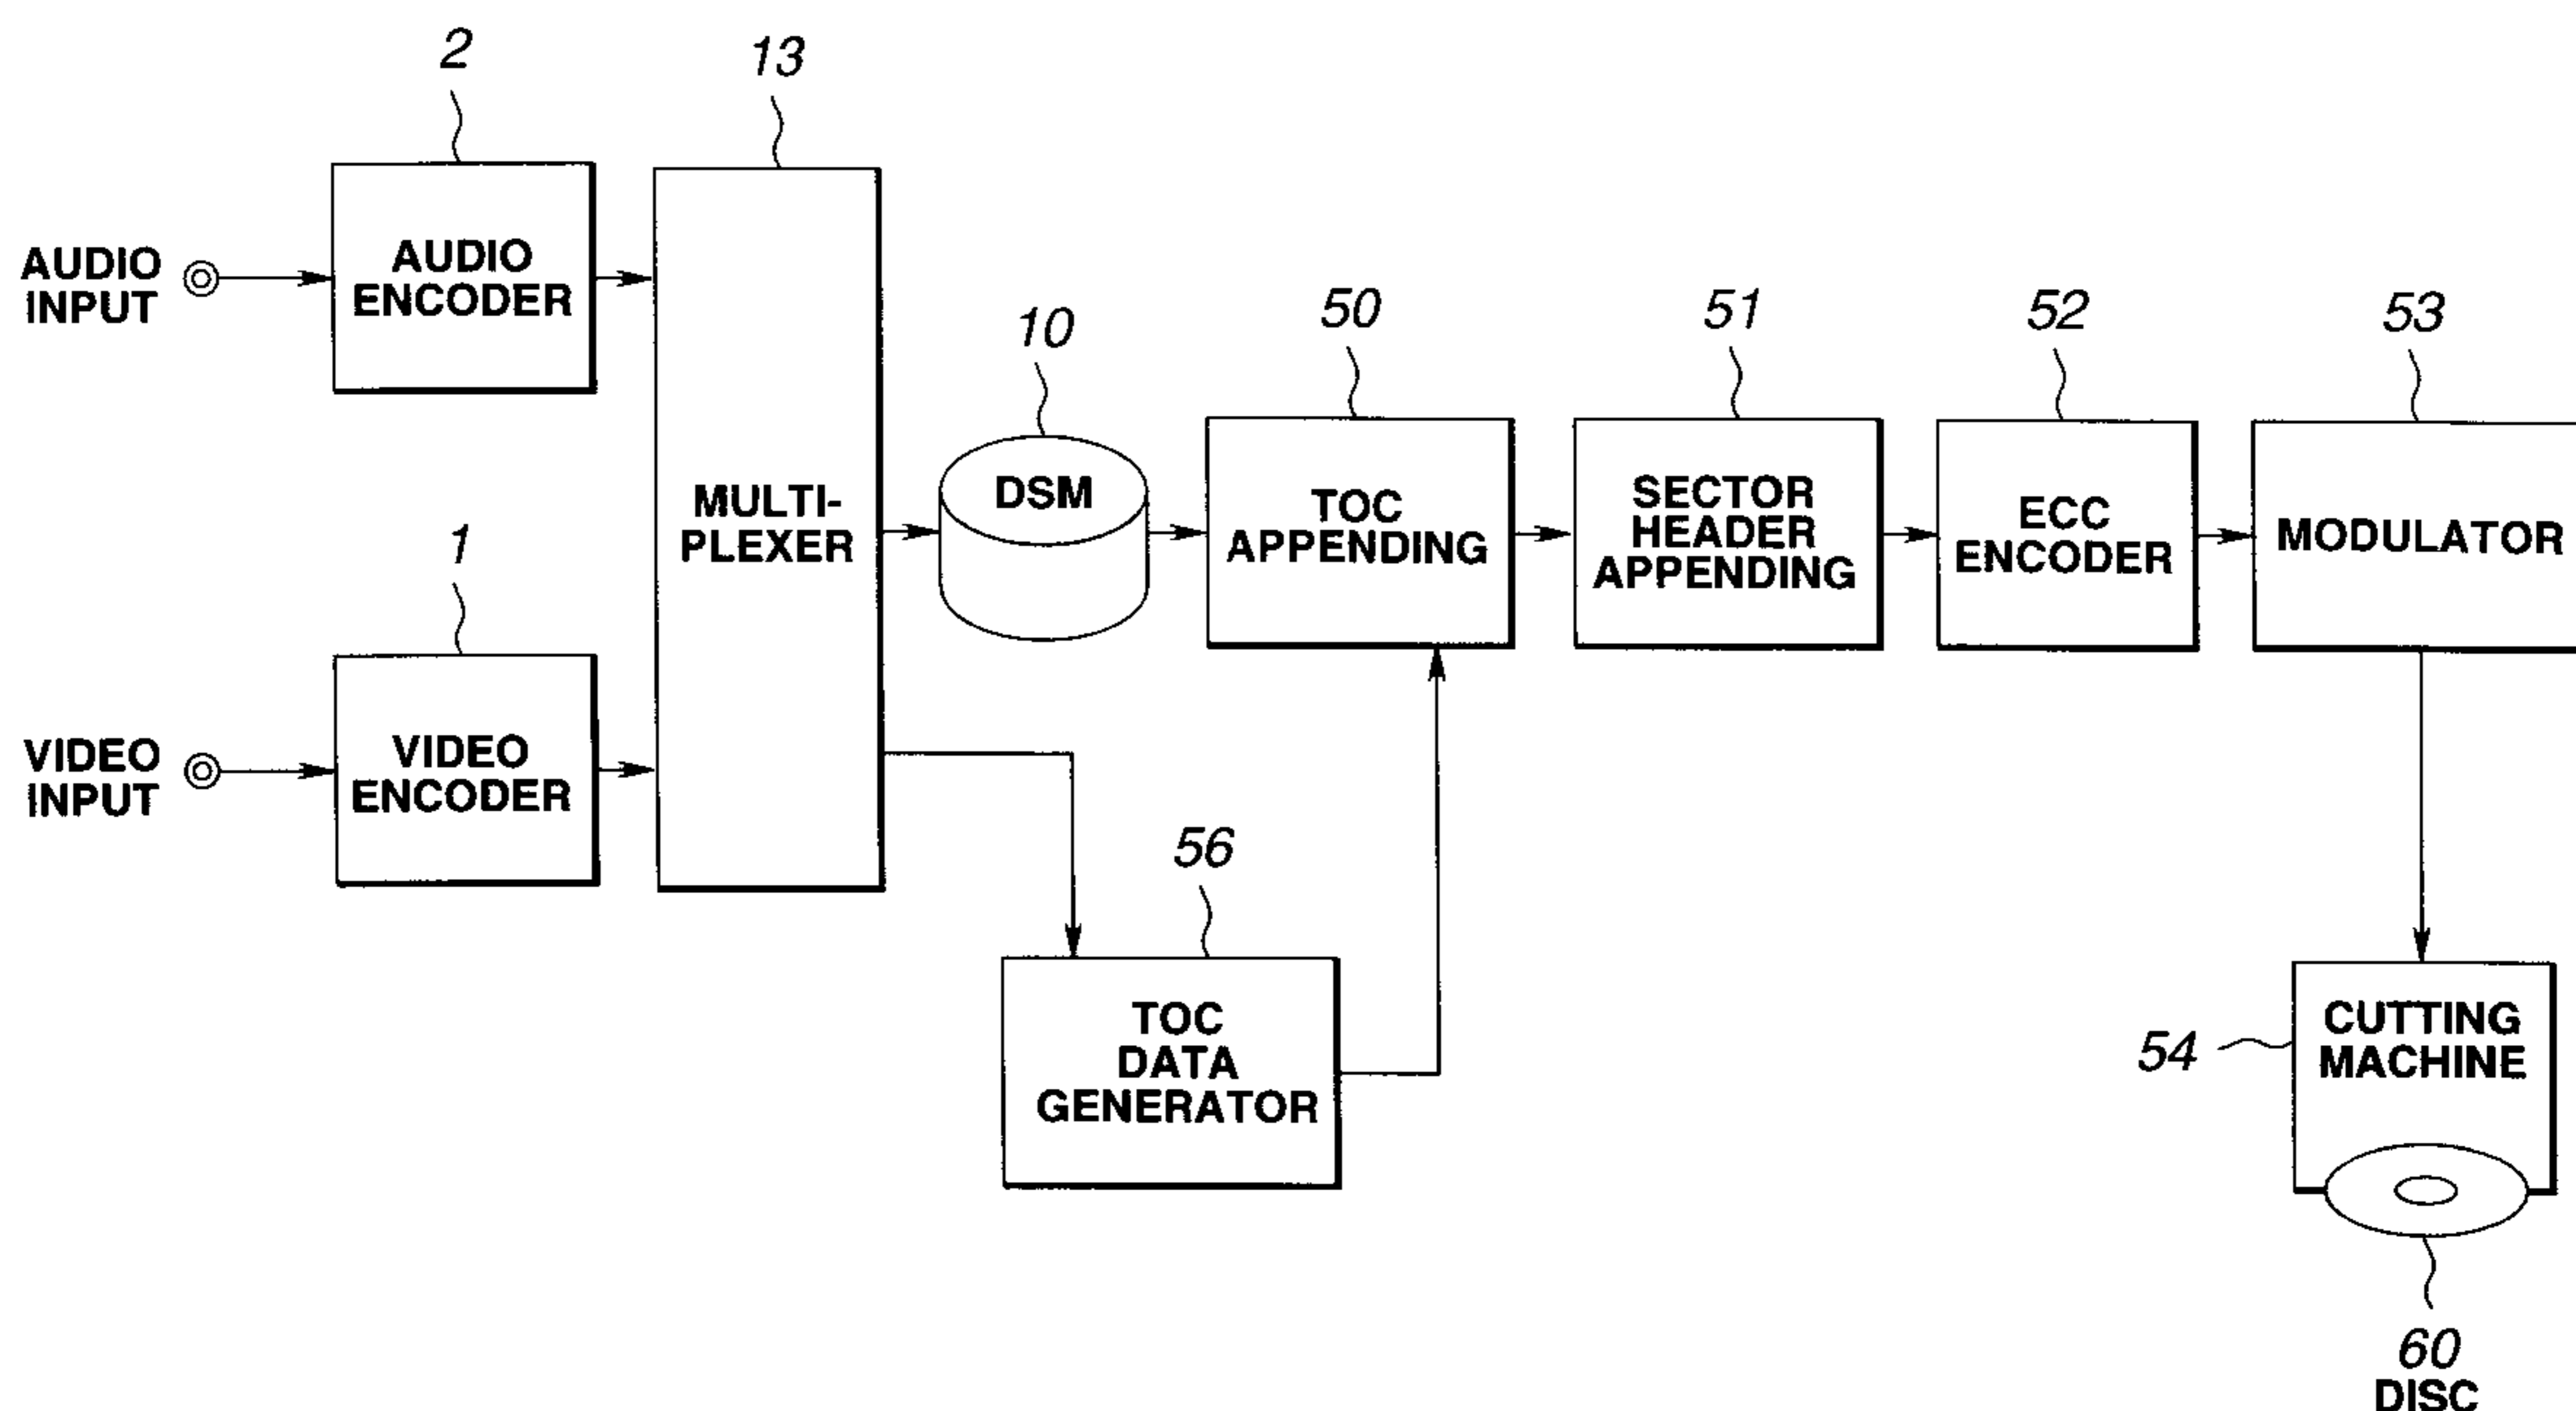 2
13
AUDIO
INPUT
AUDIO
ENCODER
10
50
51
52
53
MULTI-
PLEXER
DSM
TOC
APPENDING
SECTOR
HEADER
APPENDING
ECC
ENCODER
MODULATOR
1
VIDEO
INPUT
VIDEO
ENCODER
56
TOC
DATA
GENERATOR
54
CUTTING
MACHINE
60
DISC